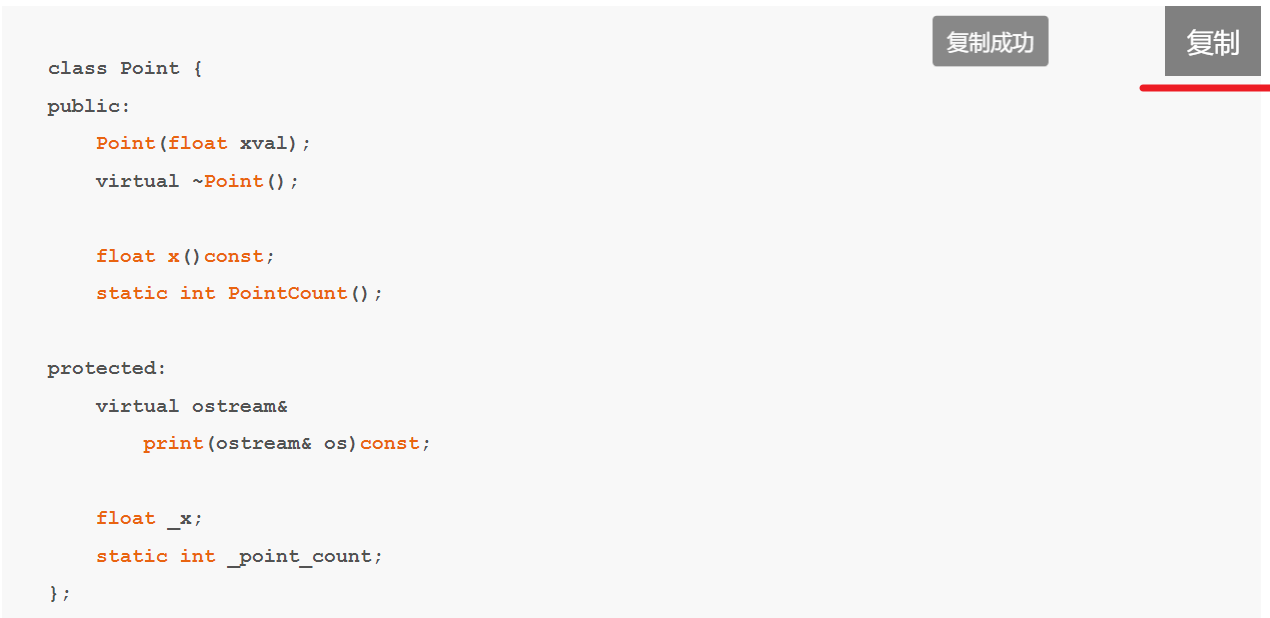 复制成功
复制
class Point {
public:
    Point(float xval);
    virtual ~Point();

    float x()const;
    static int PointCount();

protected:
    virtual ostream&
        print(ostream& os)const;

    float _x;
    static int _point_count;
};